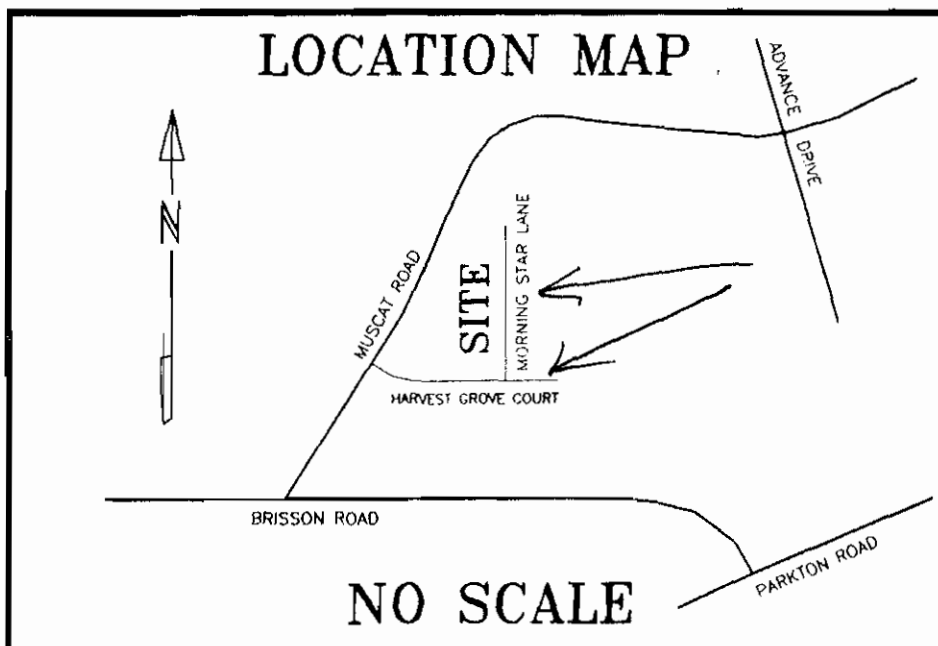 LOCATION MAP
ADVANCE DRIVE
N
MUSCAT ROAD
SITE
MORNING STAR LANE
HARVEST GROVE COURT
BRISSON ROAD
PARKTON ROAD
NO SCALE